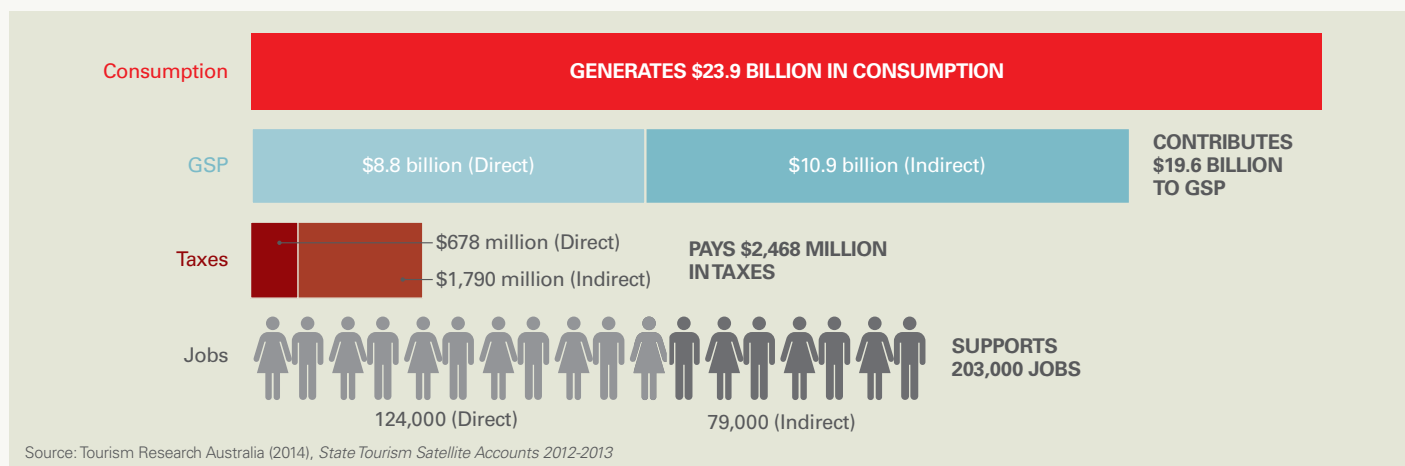 Consumption
GENERATES $23.9 BILLION IN CONSUMPTION
GSP
$8.8 billion (Direct)
$10.9 billion (Indirect)
CONTRIBUTES
$19.6 BILLION
TO GSP
Taxes
$678 million (Direct)
$1,790 million (Indirect)
PAYS $2,468 MILLION
IN TAXES
Jobs
124,000 (Direct)
79,000 (Indirect)
SUPPORTS
203,000 JOBS
Source: Tourism Research Australia (2014), State Tourism Satellite Accounts 2012-2013